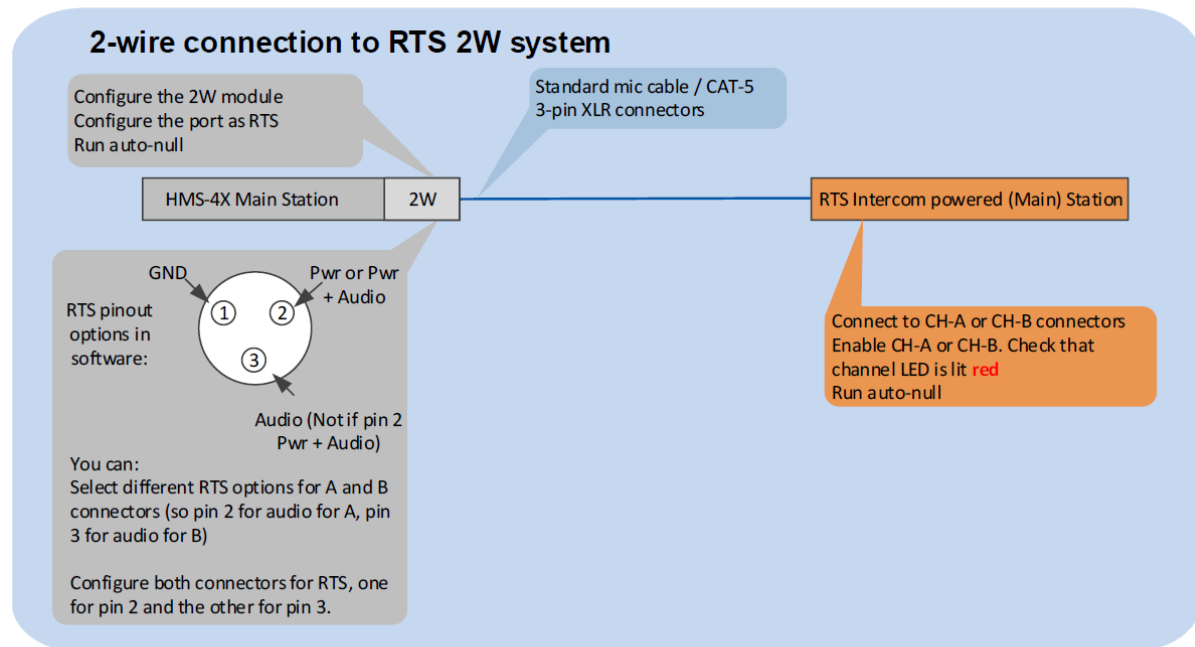 2-wire connection to RTS 2W system
Configure the 2W module
Configure the port as RTS
Run auto-null
Standard mic cable / CAT-5
3-pin XLR connectors
HMS-4X Main Station
2W
RTS Intercom powered (Main) Station
GND
Pwr or Pwr
+ Audio
RTS pinout
options in
software:
1
2
3
Audio (Not if pin 2
Pwr + Audio)
You can:
Select different RTS options for A and B
connectors (so pin 2 for audio for A, pin
3 for audio for B)
Configure both connectors for RTS, one
for pin 2 and the other for pin 3.
Connect to CH-A or CH-B connectors
Enable CH-A or CH-B. Check that
channel LED is lit red
Run auto-null